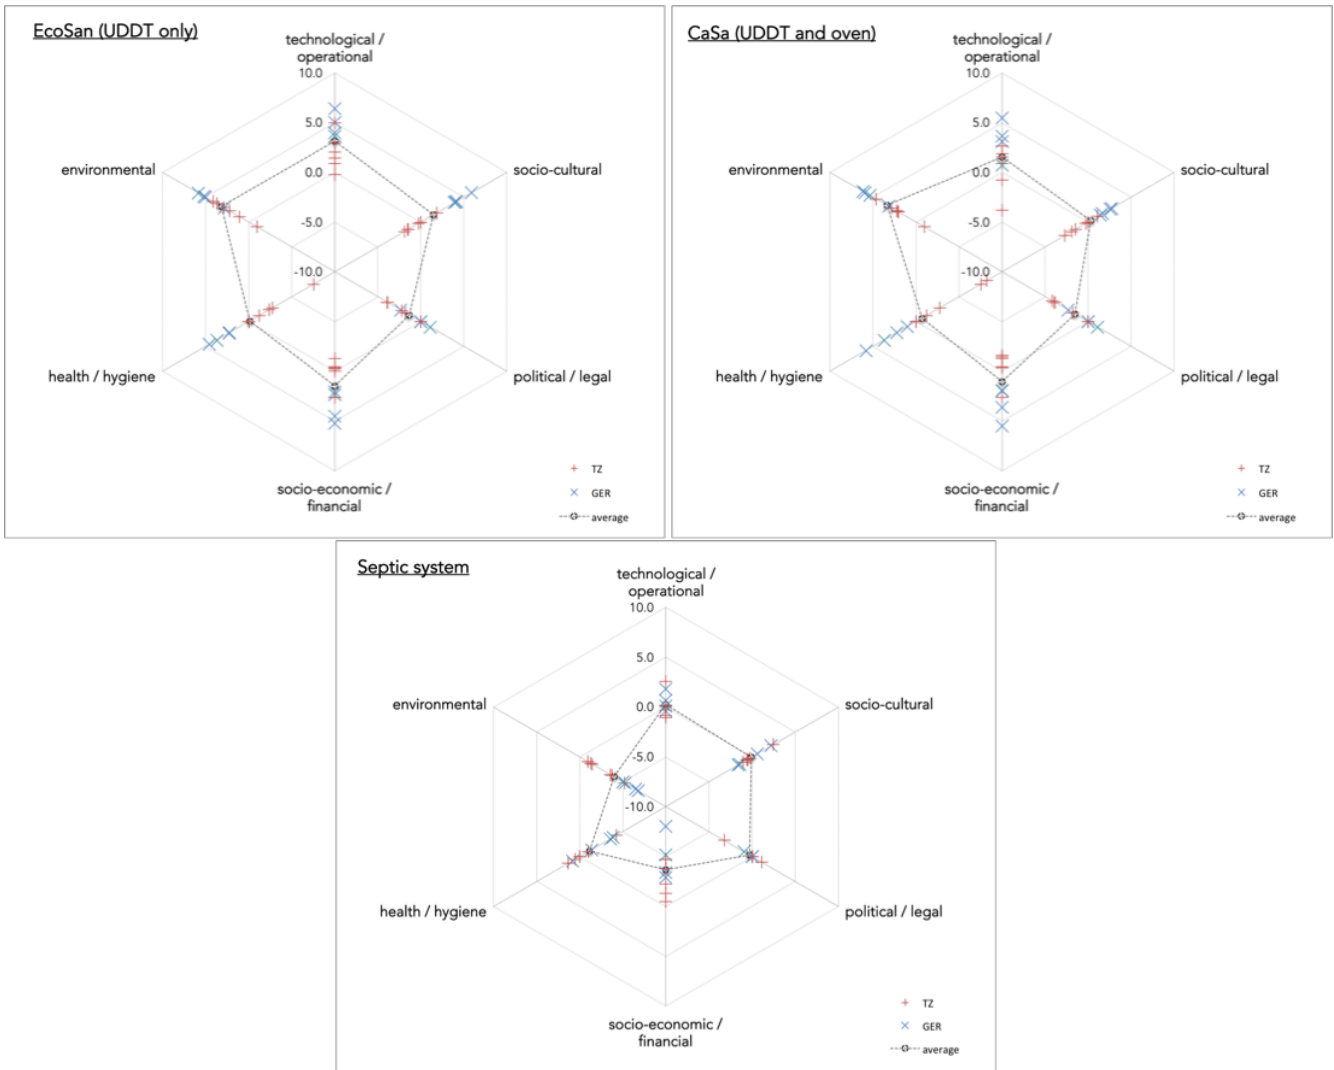 EcoSan (UDDT only)
technological /
operational
10.0
5.0
0.0
-5.0
-10.0
environmental
socio-cultural
health / hygiene
political / legal
socio-economic /
financial
TZ
GER
average
CaSa (UDDT and oven)
technological /
operational
10.0
5.0
0.0
-5.0
-10.0
environmental
socio-cultural
health / hygiene
political / legal
socio-economic /
financial
TZ
GER
average
Septic system
technological /
operational
10.0
5.0
0.0
-5.0
-10.0
environmental
socio-cultural
health / hygiene
political / legal
socio-economic /
financial
TZ
GER
average